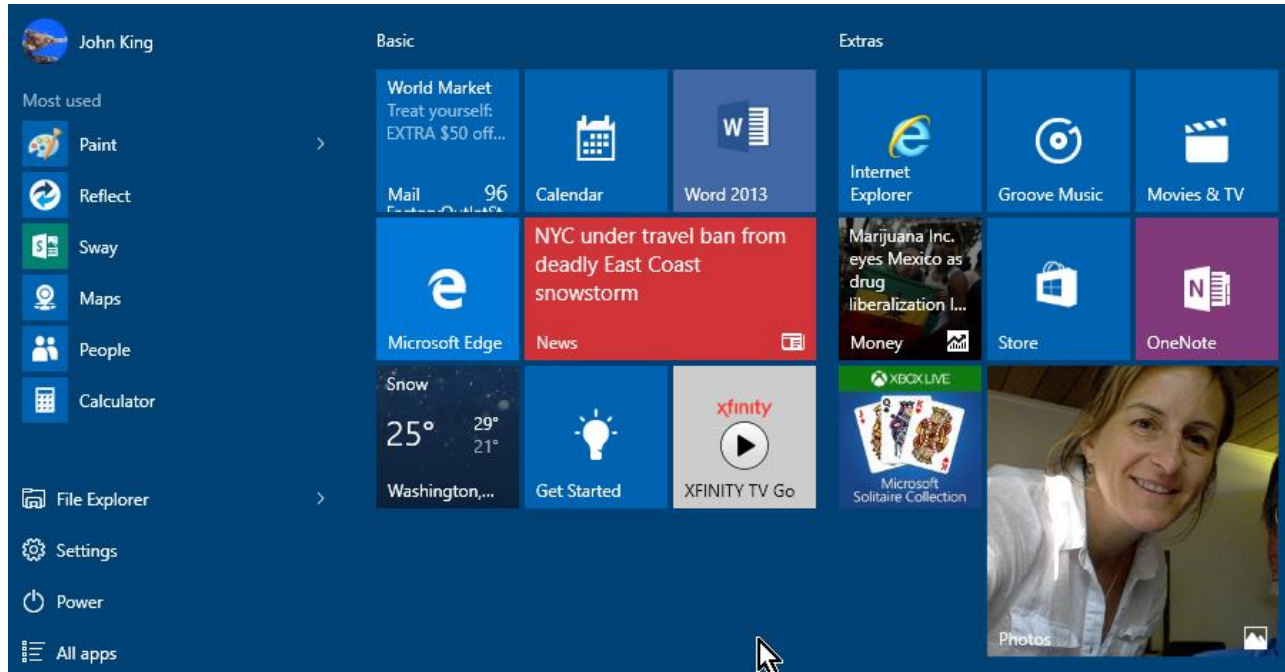 John King
Most used
Paint
Reflect
Sway
Maps
People
Calculator
File Explorer
Settings
Power
All apps
Basic
World Market
Treat yourself:
EXTRA $50 off...
Mail 96
Calendar
W
Word 2013
Microsoft Edge
NYC under travel ban from
deadly East Coast
snowstorm
News
Snow
25° 29°
21°
Washington,...
Get Started
xfinity
XFINITY TV Go
Extras
Internet
Explorer
Groove Music
Movies & TV
Marijuana Inc.
eyes Mexico as
drug
liberalization l...
Money
Store
N
OneNote
XBOX LIVE
Microsoft
Solitaire Collection
Photos